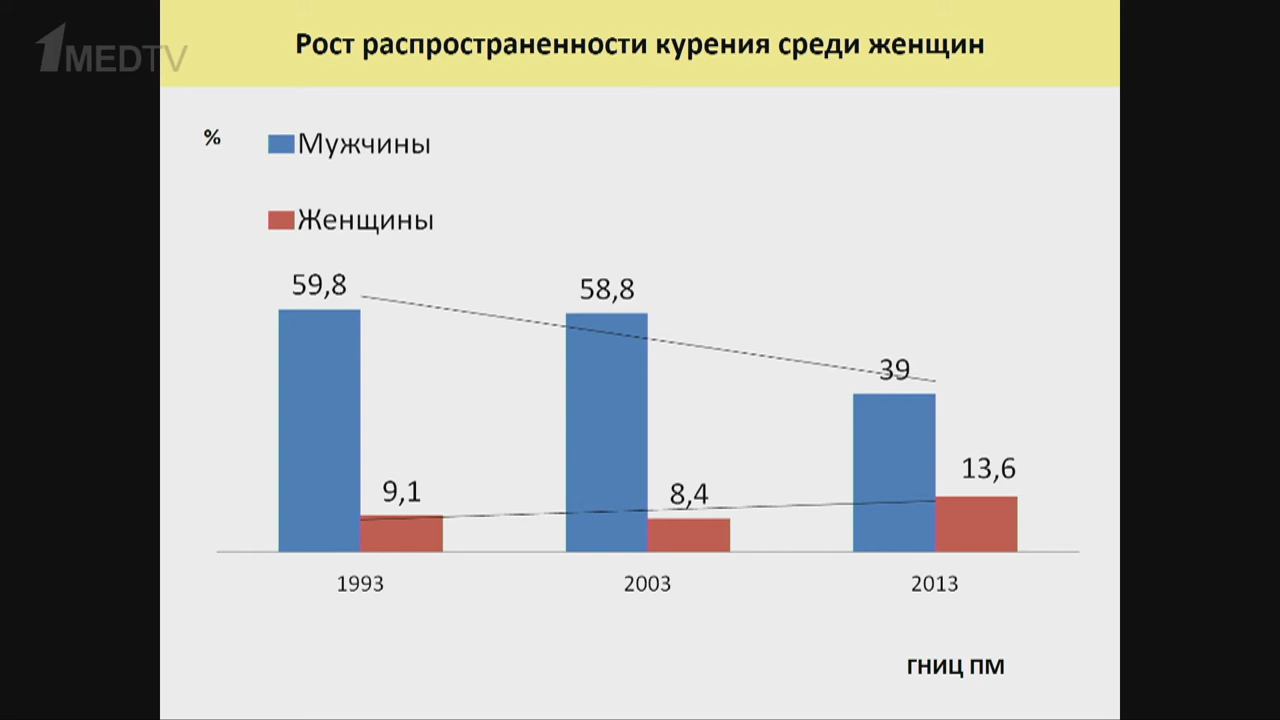 1MEDTV
Рост распространенности курения среди женщин
%
Мужчины
Женщины
59,8
58,8
39
9,1
8,4
13,6
1993
2003
2013
ГНИЦ ПМ